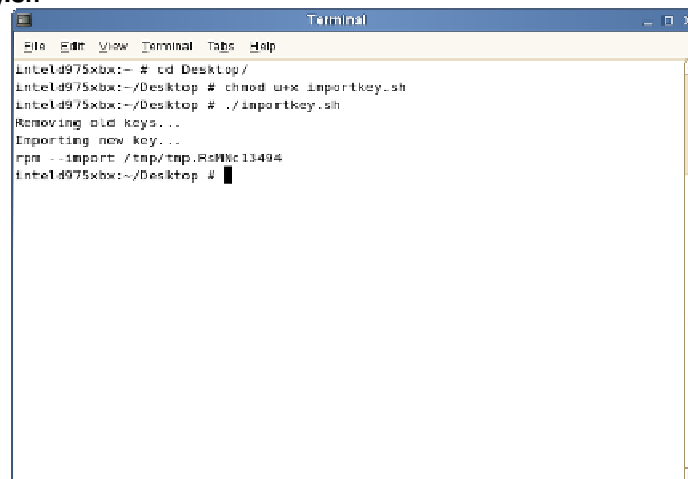 Terminal
File Edit View Terminal Tabs Help
inteld975xbx:~ # cd Desktop/
inteld975xbx:~/Desktop # chmod u+x importkey.sh
inteld975xbx:~/Desktop # ./importkey.sh
Removing old keys...
Importing new key...
rpm --import /tmp/tmp.RsMNc13494
inteld975xbx:~/Desktop #